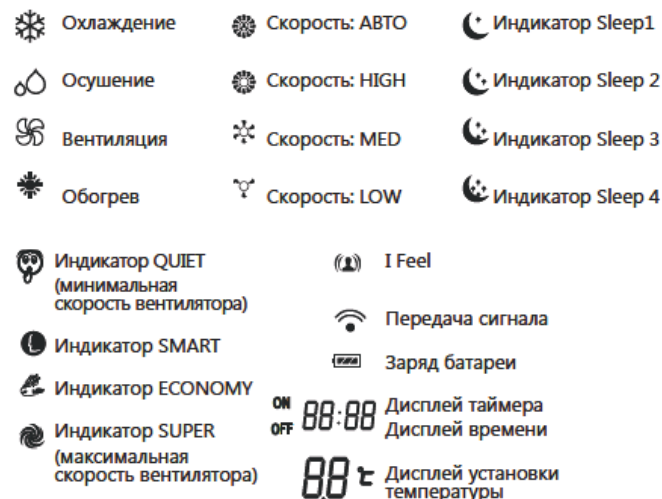 Охлаждение
Скорость: АВТО
Индикатор Sleep1
Осушение
Скорость: HIGH
Индикатор Sleep 2
Вентиляция
Скорость: MED
Индикатор Sleep 3
Обогрев
Скорость: LOW
Индикатор Sleep 4
Индикатор QUIET
(минимальная
скорость вентилятора)
Индикатор SMART
Индикатор ECONOMY
Индикатор SUPER
(максимальная
скорость вентилятора)
I Feel
Передача сигнала
Заряд батареи
ON
OFF
88:88
Дисплей таймера
Дисплей времени
88 °C
Дисплей установки
температуры